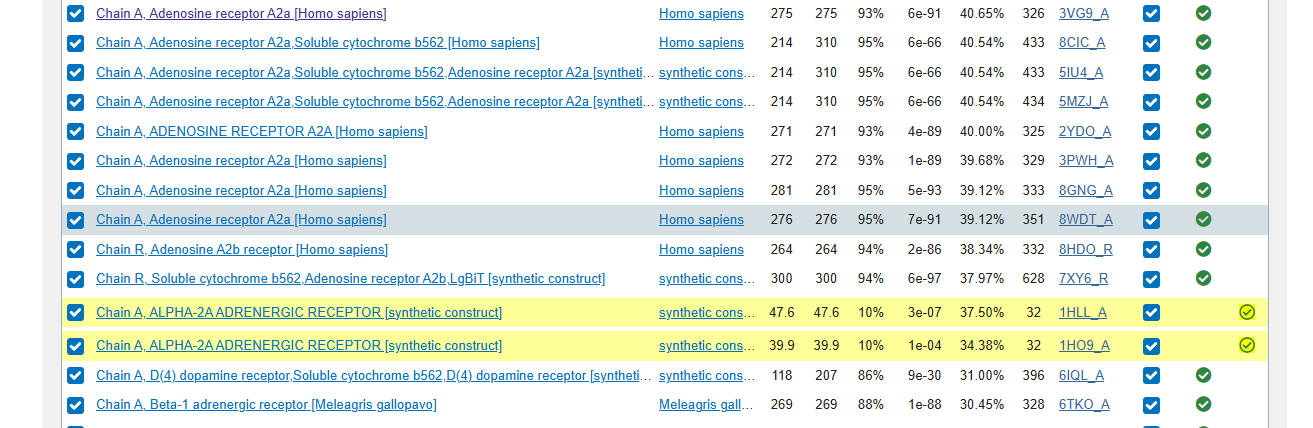 Chain A, Adenosine receptor A2a [Homo sapiens] Homo sapiens 275 275 93% 6e-91 40.65% 326 3VG9_A
Chain A, Adenosine receptor A2a,Soluble cytochrome b562 [Homo sapiens] Homo sapiens 214 310 95% 6e-66 40.54% 433 8CIC_A
Chain A, Adenosine receptor A2a,Soluble cytochrome b562,Adenosine receptor A2a [syntheti... synthetic cons... 214 310 95% 6e-66 40.54% 433 5IU4_A
Chain A, Adenosine receptor A2a,Soluble cytochrome b562,Adenosine receptor A2a [syntheti... synthetic cons... 214 310 95% 6e-66 40.54% 434 5MZJ_A
Chain A, ADENOSINE RECEPTOR A2A [Homo sapiens] Homo sapiens 271 271 93% 4e-89 40.00% 325 2YDO_A
Chain A, Adenosine receptor A2a [Homo sapiens] Homo sapiens 272 272 93% 1e-89 39.68% 329 3PWH_A
Chain A, Adenosine receptor A2a [Homo sapiens] Homo sapiens 281 281 95% 5e-93 39.12% 333 8GNG_A
Chain A, Adenosine receptor A2a [Homo sapiens] Homo sapiens 276 276 95% 7e-91 39.12% 351 8WDT_A
Chain R, Adenosine A2b receptor [Homo sapiens] Homo sapiens 264 264 94% 2e-86 38.34% 332 8HDO_R
Chain R, Soluble cytochrome b562,Adenosine receptor A2b,LgBiT [synthetic construct] synthetic cons... 300 300 94% 6e-97 37.97% 628 7XY6_R
Chain A, ALPHA-2A ADRENERGIC RECEPTOR [synthetic construct] synthetic cons... 47.6 47.6 10% 3e-07 37.50% 32 1HLL_A
Chain A, ALPHA-2A ADRENERGIC RECEPTOR [synthetic construct] synthetic cons... 39.9 39.9 10% 1e-04 34.38% 32 1HO9_A
Chain A, D(4) dopamine receptor,Soluble cytochrome b562,D(4) dopamine receptor [syntheti... synthetic cons... 118 207 86% 9e-30 31.00% 396 6IQL_A
Chain A, Beta-1 adrenergic receptor [Meleagris gallopavo] Meleagris gall... 269 269 88% 1e-88 30.45% 328 6TKO_A